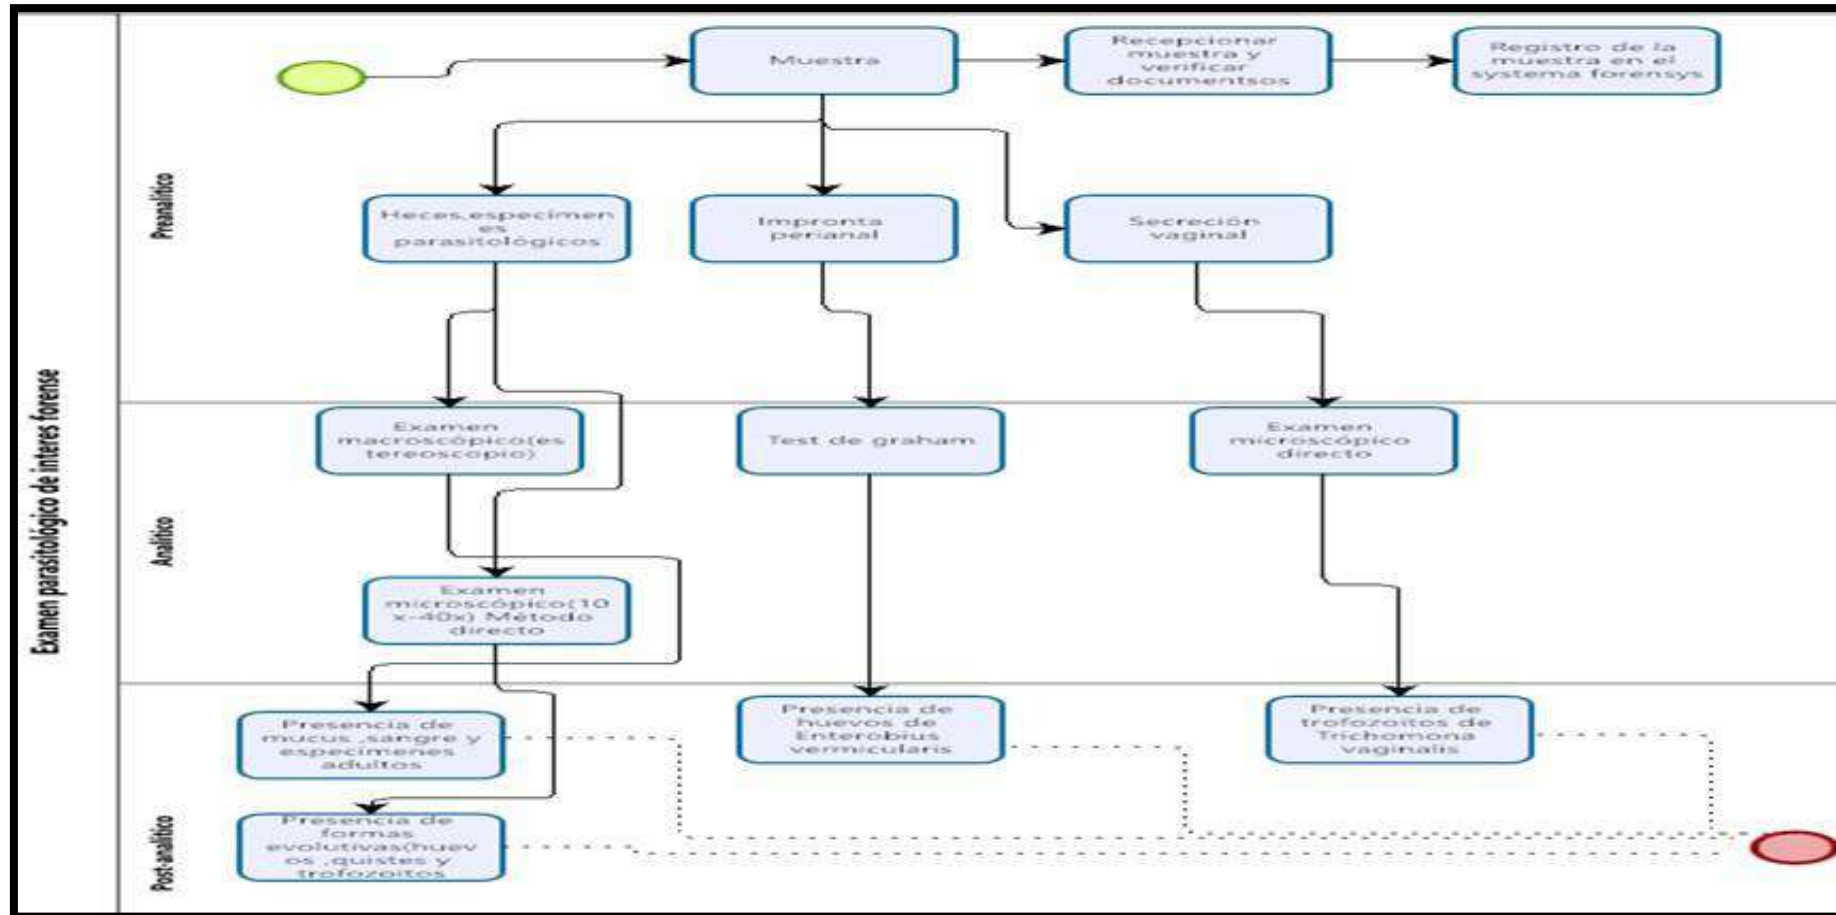 Examen parasitológico de interes forense
Preanalítico
Muestra
Recepcionar
muestra y
verificar
documentsos
Registro de la
muestra en el
systema forensys
Heces,especimen
es
parasitológicos
Impronta
perianal
Secreción
vaginal
Analítico
Examen
macroscópico(es
tereoscopio)
Test de graham
Examen
microscópico
directo
Examen
microscópico(10
x-40x) Método
directo
Post-analítico
Presencia de
mucus ,sangre y
especímenes
adultos
Presencia de
huevos de
Enterobius
vermicularis
Presencia de
trofozoitos de
Trichomona
vaginalis
Presencia de
formas
evolutivas(huev
os ,quistes y
trofozoitos